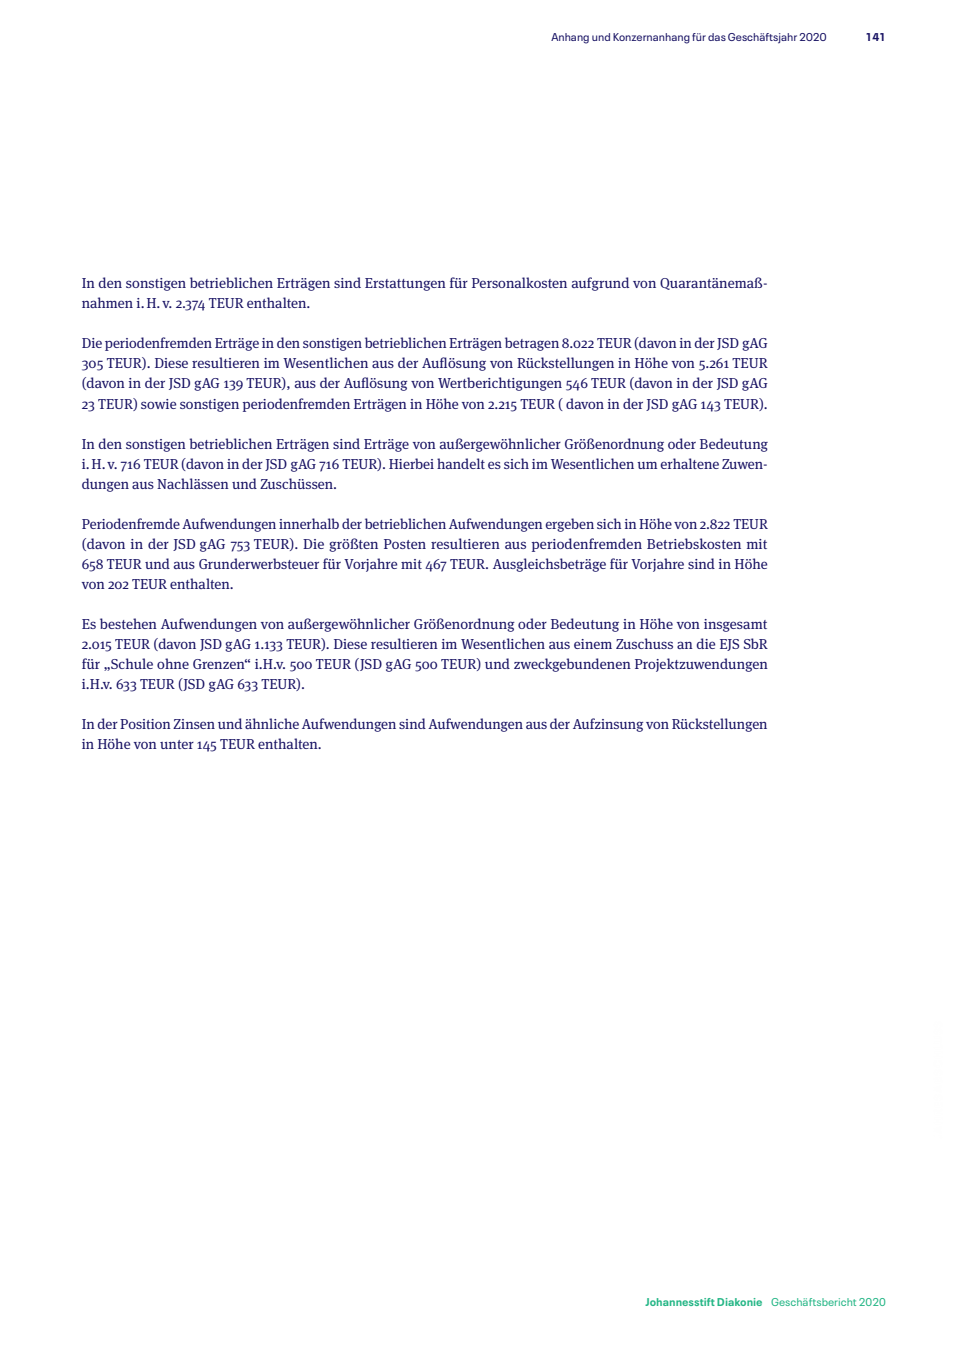 Anhang und Konzernanhang für das Geschäftsjahr 2020 141
In den sonstigen betrieblichen Erträgen sind Erstattungen für Personalkosten aufgrund von Quarantänemaß-
nahmen i. H. v. 2.374 TEUR enthalten.
Die periodenfremden Erträge in den sonstigen betrieblichen Erträgen betragen 8.022 TEUR (davon in der JSD gAG
305 TEUR). Diese resultieren im Wesentlichen aus der Auflösung von Rückstellungen in Höhe von 5.261 TEUR
(davon in der JSD gAG 139 TEUR), aus der Auflösung von Wertberichtigungen 546 TEUR (davon in der JSD gAG
23 TEUR) sowie sonstigen periodenfremden Erträgen in Höhe von 2.215 TEUR ( davon in der JSD gAG 143 TEUR).
In den sonstigen betrieblichen Erträgen sind Erträge von außergewöhnlicher Größenordnung oder Bedeutung
i. H. v. 716 TEUR (davon in der JSD gAG 716 TEUR). Hierbei handelt es sich im Wesentlichen um erhaltene Zuwen-
dungen aus Nachlässen und Zuschüssen.
Periodenfremde Aufwendungen innerhalb der betrieblichen Aufwendungen ergeben sich in Höhe von 2.822 TEUR
(davon in der JSD gAG 753 TEUR). Die größten Posten resultieren aus periodenfremden Betriebskosten mit
658 TEUR und aus Grunderwerbsteuer für Vorjahre mit 467 TEUR. Ausgleichsbeträge für Vorjahre sind in Höhe
von 202 TEUR enthalten.
Es bestehen Aufwendungen von außergewöhnlicher Größenordnung oder Bedeutung in Höhe von insgesamt
2.015 TEUR (davon JSD gAG 1.133 TEUR). Diese resultieren im Wesentlichen aus einem Zuschuss an die EJS SbR
für „Schule ohne Grenzen“ i.H.v. 500 TEUR (JSD gAG 500 TEUR) und zweckgebundenen Projektzuwendungen
i.H.v. 633 TEUR (JSD gAG 633 TEUR).
In der Position Zinsen und ähnliche Aufwendungen sind Aufwendungen aus der Aufzinsung von Rückstellungen
in Höhe von unter 145 TEUR enthalten.
Johannesstift Diakonie Geschäftsbericht 2020